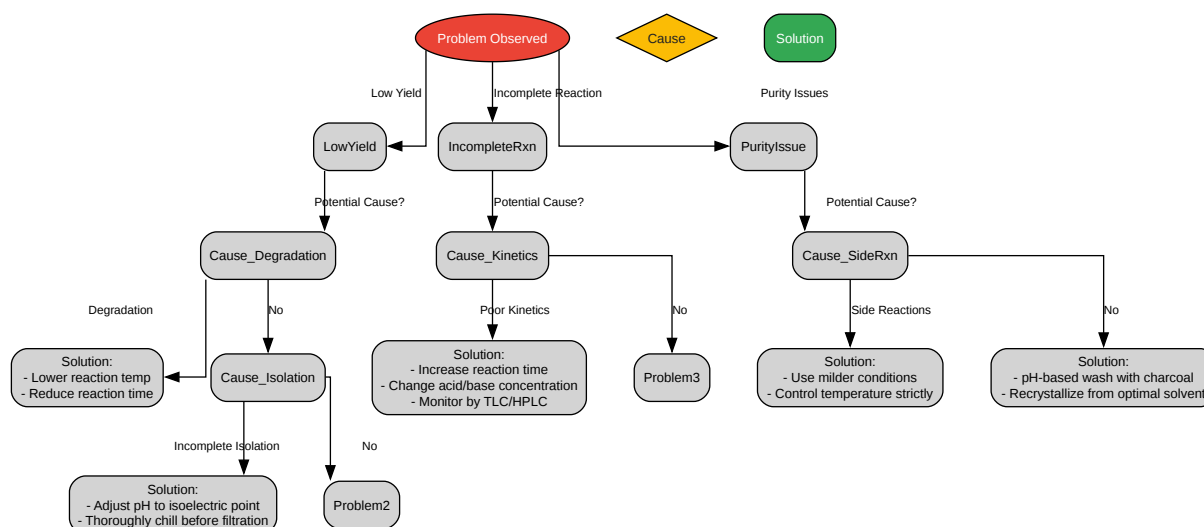 Problem Observed
Cause
Solution
Low Yield
Incomplete Reaction
Purity Issues
LowYield
IncompleteRxn
PurityIssue
Potential Cause?
Potential Cause?
Potential Cause?
Cause_Degradation
Cause_Kinetics
Cause_SideRxn
Degradation
No
Poor Kinetics
No
Side Reactions
No
Solution:
- Lower reaction temp
- Reduce reaction time
Cause_Isolation
Solution:
- Increase reaction time
- Change acid/base concentration
- Monitor by TLC/HPLC
Problem3
Solution:
- Use milder conditions
- Control temperature strictly
Solution:
- pH-based wash with charcoal
- Recrystallize from optimal solvent
Incomplete Isolation
No
Solution:
- Adjust pH to isoelectric point
- Thoroughly chill before filtration
Problem2